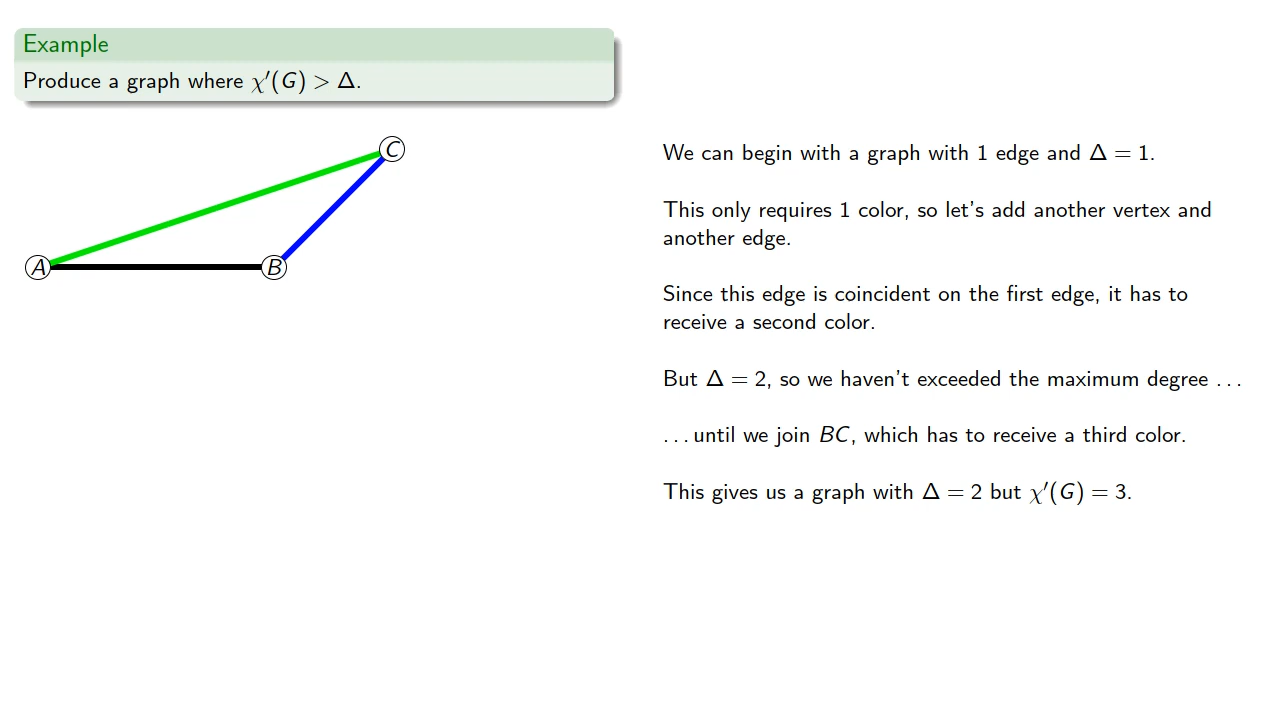 Example
Produce a graph where χ′(G) > Δ.
C
A
B
We can begin with a graph with 1 edge and Δ = 1.
This only requires 1 color, so let's add another vertex and
another edge.
Since this edge is coincident on the first edge, it has to
receive a second color.
But Δ = 2, so we haven't exceeded the maximum degree ...
... until we join BC, which has to receive a third color.
This gives us a graph with Δ = 2 but χ′(G) = 3.